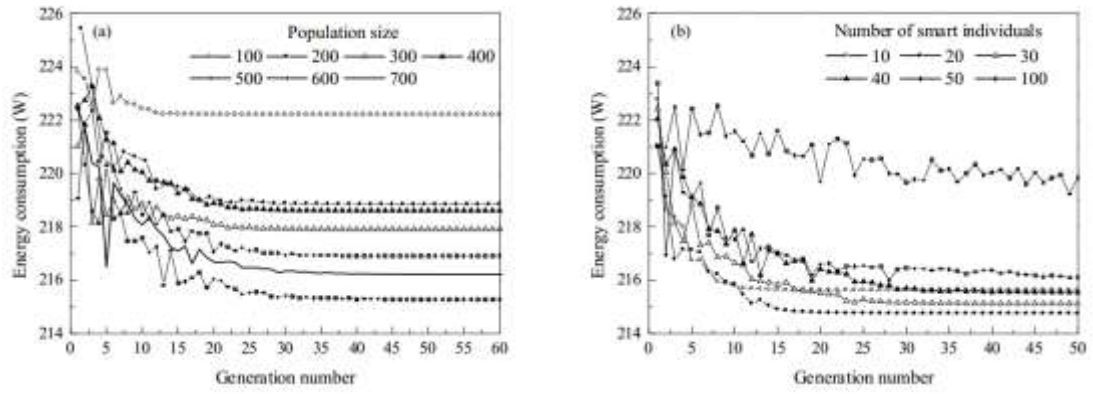 226
224
222
220
218
216
214
Energy consumption (W)
(a)
Population size
100 200 300 400
500 600 700
0 5 10 15 20 25 30 35 40 45 50 55 60
Generation number
226
224
222
220
218
216
214
Energy consumption (W)
(b)
Number of smart individuals
10 20 30
40 50 100
0 5 10 15 20 25 30 35 40 45 50
Generation number